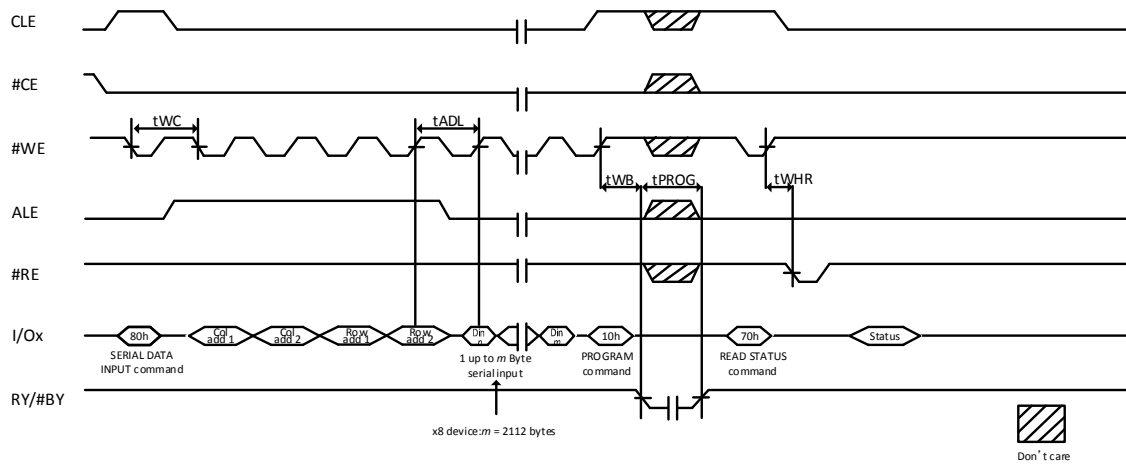 CLE
#CE
tWC
tADL
#WE
tWB
tPROG
tWHR
ALE
#RE
I/Ox
80h
Col
add 1
Col
add 2
Row
add 1
Row
add 2
Din
n
Din
m
10h
70h
Status
SERIAL DATA
INPUT command
1 up to m Byte
serial input
PROGRAM
command
READ STATUS
command
RY/#BY
x8 device:m = 2112 bytes
Don't care